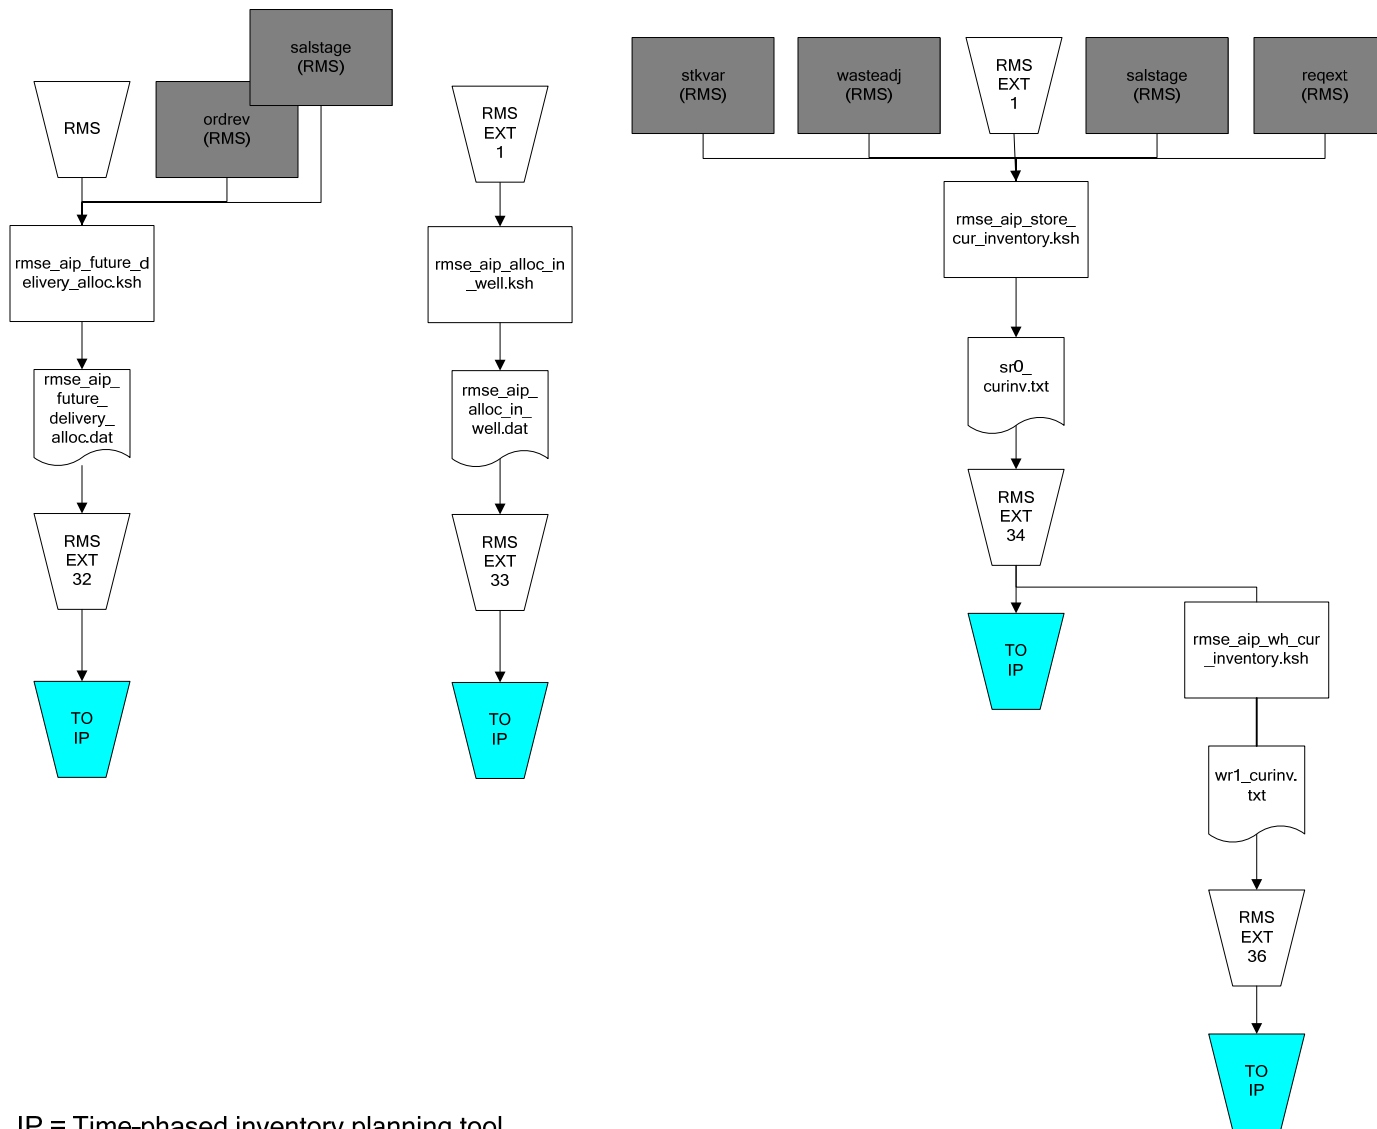 salstage
(RMS)
RMS
ordrev
(RMS)
rmse_aip_future_d
elivery_alloc.ksh
rmse_aip_
future_
delivery_
alloc.dat
RMS
EXT
32
TO
IP
RMS
EXT
1
rmse_aip_alloc_in
_well.ksh
rmse_aip_
alloc_in_
well.dat
RMS
EXT
33
TO
IP
stkvar
(RMS)
wasteadj
(RMS)
RMS
EXT
1
salstage
(RMS)
reqext
(RMS)
rmse_aip_store_
cur_inventory.ksh
sr0_
curinv.txt
RMS
EXT
34
TO
IP
rmse_aip_wh_cur
_inventory.ksh
wr1_curinv.
txt
RMS
EXT
36
TO
IP
IP = Time-phased inventory planning tool